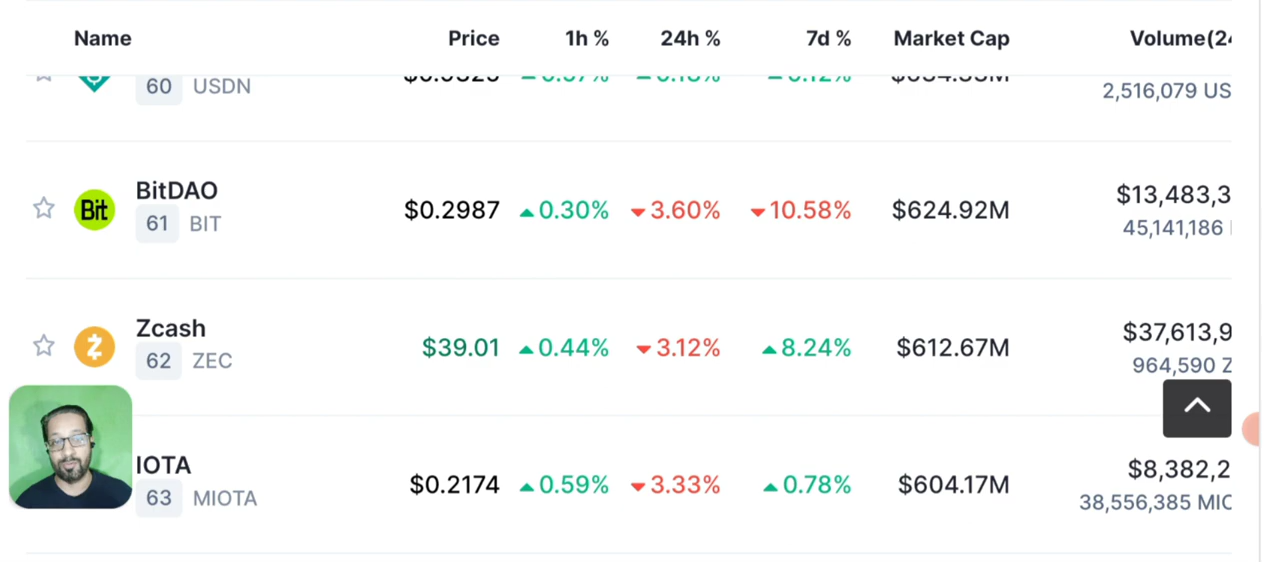 Name Price 1h % 24h % 7d % Market Cap Volume(24
60 USDN 2,516,079 US
BitDAO
Bit $0.2987 0.30% 3.60% 10.58% $624.92M $13,483,3
61 BIT 45,141,186
Zcash
$39.01 0.44% 3.12% 8.24% $612.67M $37,613,9
62 ZEC 964,590 Z
IOTA
$0.2174 0.59% 3.33% 0.78% $604.17M $8,382,2
63 MIOTA 38,556,385 MIO